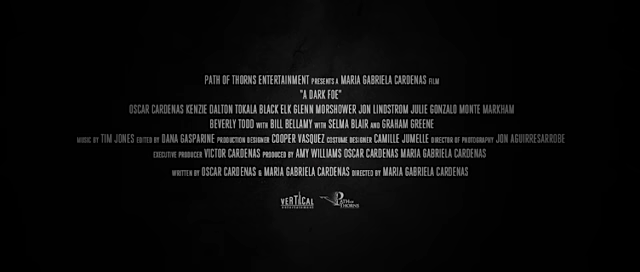 PATH OF THORNS ENTERTAINMENT PRESENTS A MARIA GABRIELA CARDENAS FILM
"A DARK FOE"
OSCAR CARDENAS KENZIE DALTON TOKALA BLACK ELK GLENN MORSHOWER JON LINDSTROM JULIE GONZALO MONTE MARKHAM
BEVERLY TODD WITH BILL BELLAMY WITH SELMA BLAIR AND GRAHAM GREENE
MUSIC BY TIM JONES EDITED BY DANA GASPARINE PRODUCTION DESIGNER COOPER VASQUEZ COSTUME DESIGNER CAMILLE JUMELLE DIRECTOR OF PHOTOGRAPHY JON AGUIRRESAROBE
EXECUTIVE PRODUCER VICTOR CARDENAS PRODUCED BY AMY WILLIAMS OSCAR CARDENAS MARIA GABRIELA CARDENAS
WRITTEN BY OSCAR CARDENAS & MARIA GABRIELA CARDENAS DIRECTED BY MARIA GABRIELA CARDENAS
VERTICAL
ENTERTAINMENT
PATH OF
THORNS